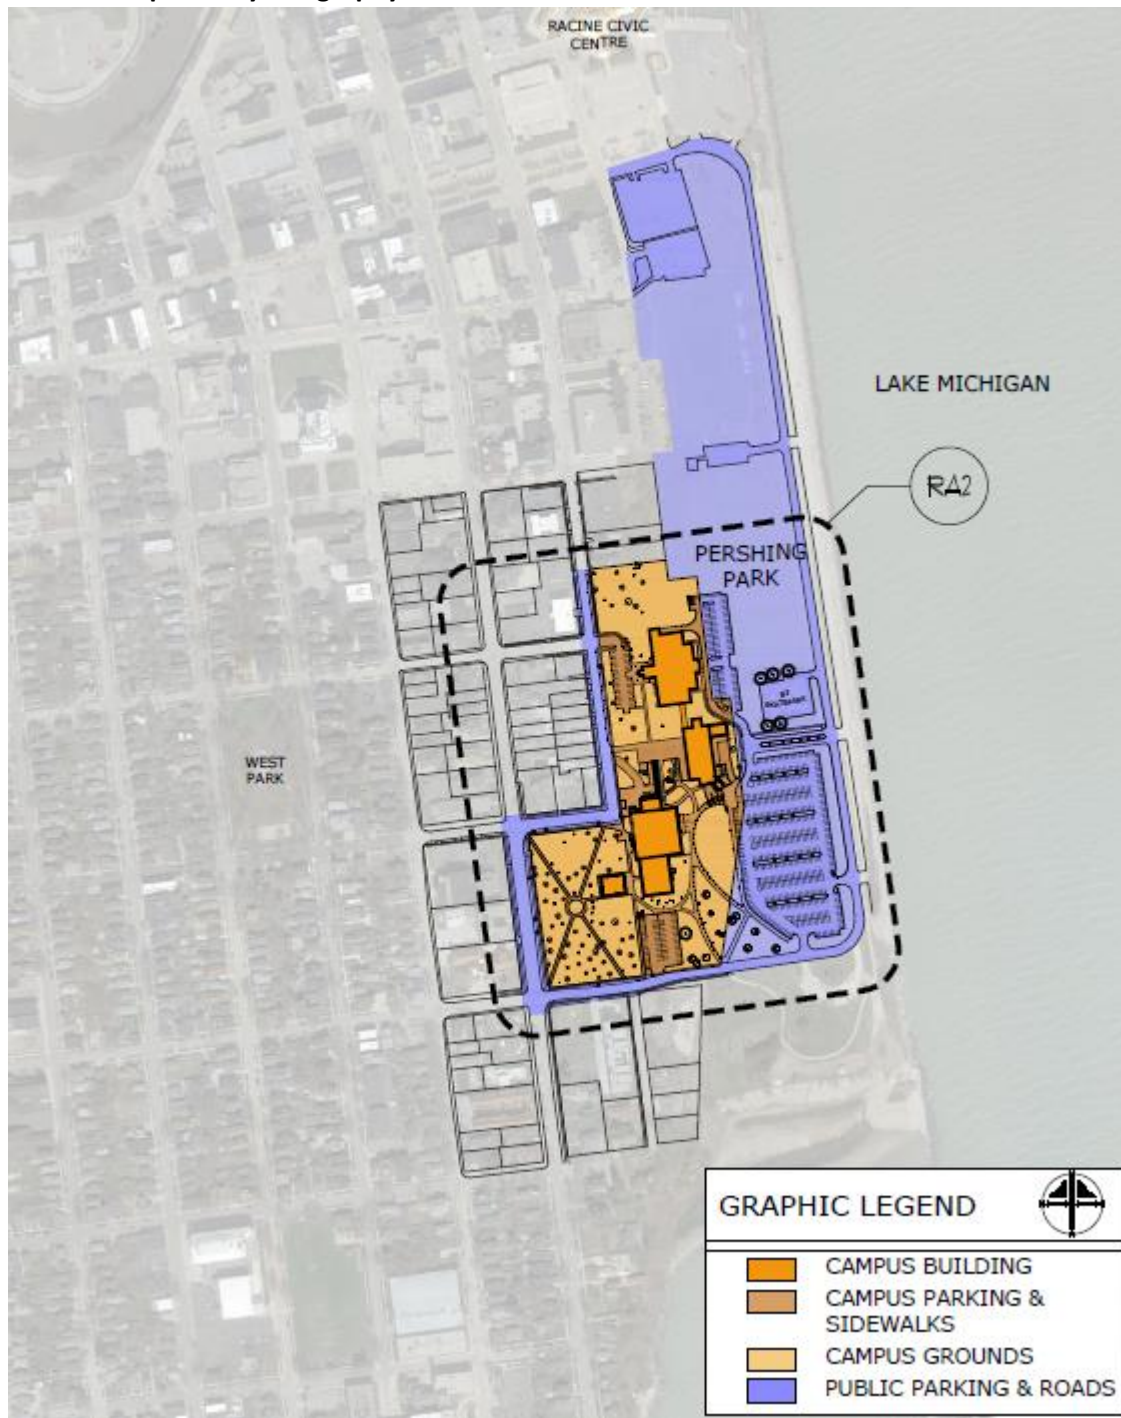 RACINE CIVIC
CENTRE
LAKE MICHIGAN
RA2
PERSHING
PARK
WEST
PARK
GRAPHIC LEGEND
CAMPUS BUILDING
CAMPUS PARKING &
SIDEWALKS
CAMPUS GROUNDS
PUBLIC PARKING & ROADS